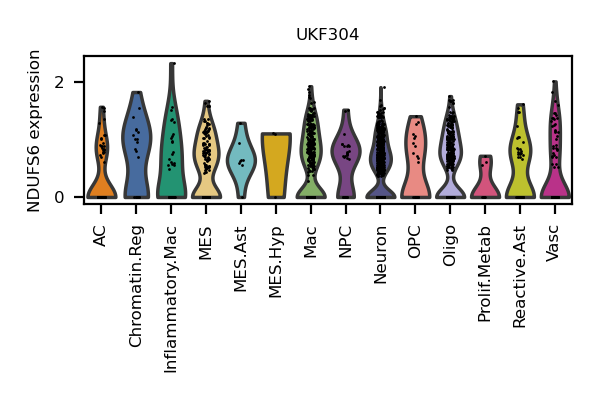 UKF304
NDUFS6 expression
2
0
AC
Chromatin.Reg
Inflammatory.Mac
MES
MES.Ast
MES.Hyp
Mac
NPC
Neuron
OPC
Oligo
Prolif.Metab
Reactive.Ast
Vasc